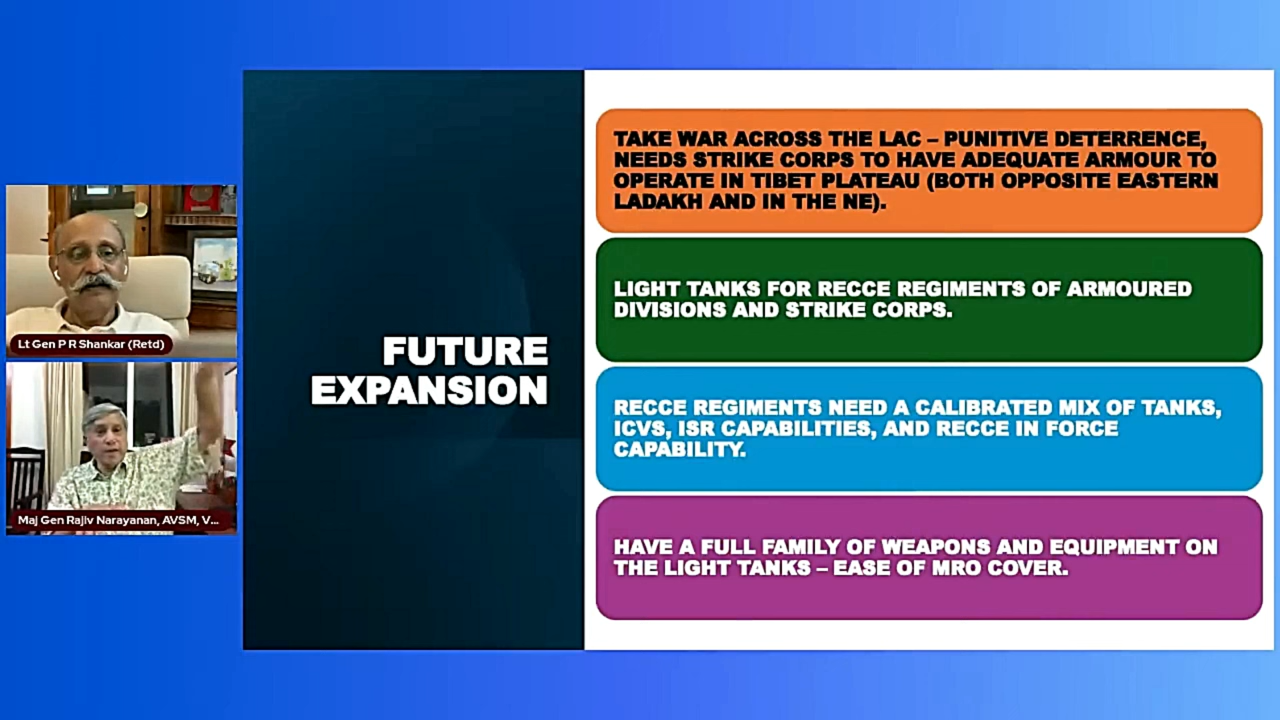 Lt Gen P R Shankar (Retd)
Maj Gen Rajiv Narayanan, AVSM, V...
FUTURE
EXPANSION
TAKE WAR ACROSS THE LAC – PUNITIVE DETERRENCE,
NEEDS STRIKE CORPS TO HAVE ADEQUATE ARMOUR TO
OPERATE IN TIBET PLATEAU (BOTH OPPOSITE EASTERN
LADAKH AND IN THE NE).
LIGHT TANKS FOR RECCE REGIMENTS OF ARMOURED
DIVISIONS AND STRIKE CORPS.
RECCE REGIMENTS NEED A CALIBRATED MIX OF TANKS,
ICVS, ISR CAPABILITIES, AND RECCE IN FORCE
CAPABILITY.
HAVE A FULL FAMILY OF WEAPONS AND EQUIPMENT ON
THE LIGHT TANKS – EASE OF MRO COVER.